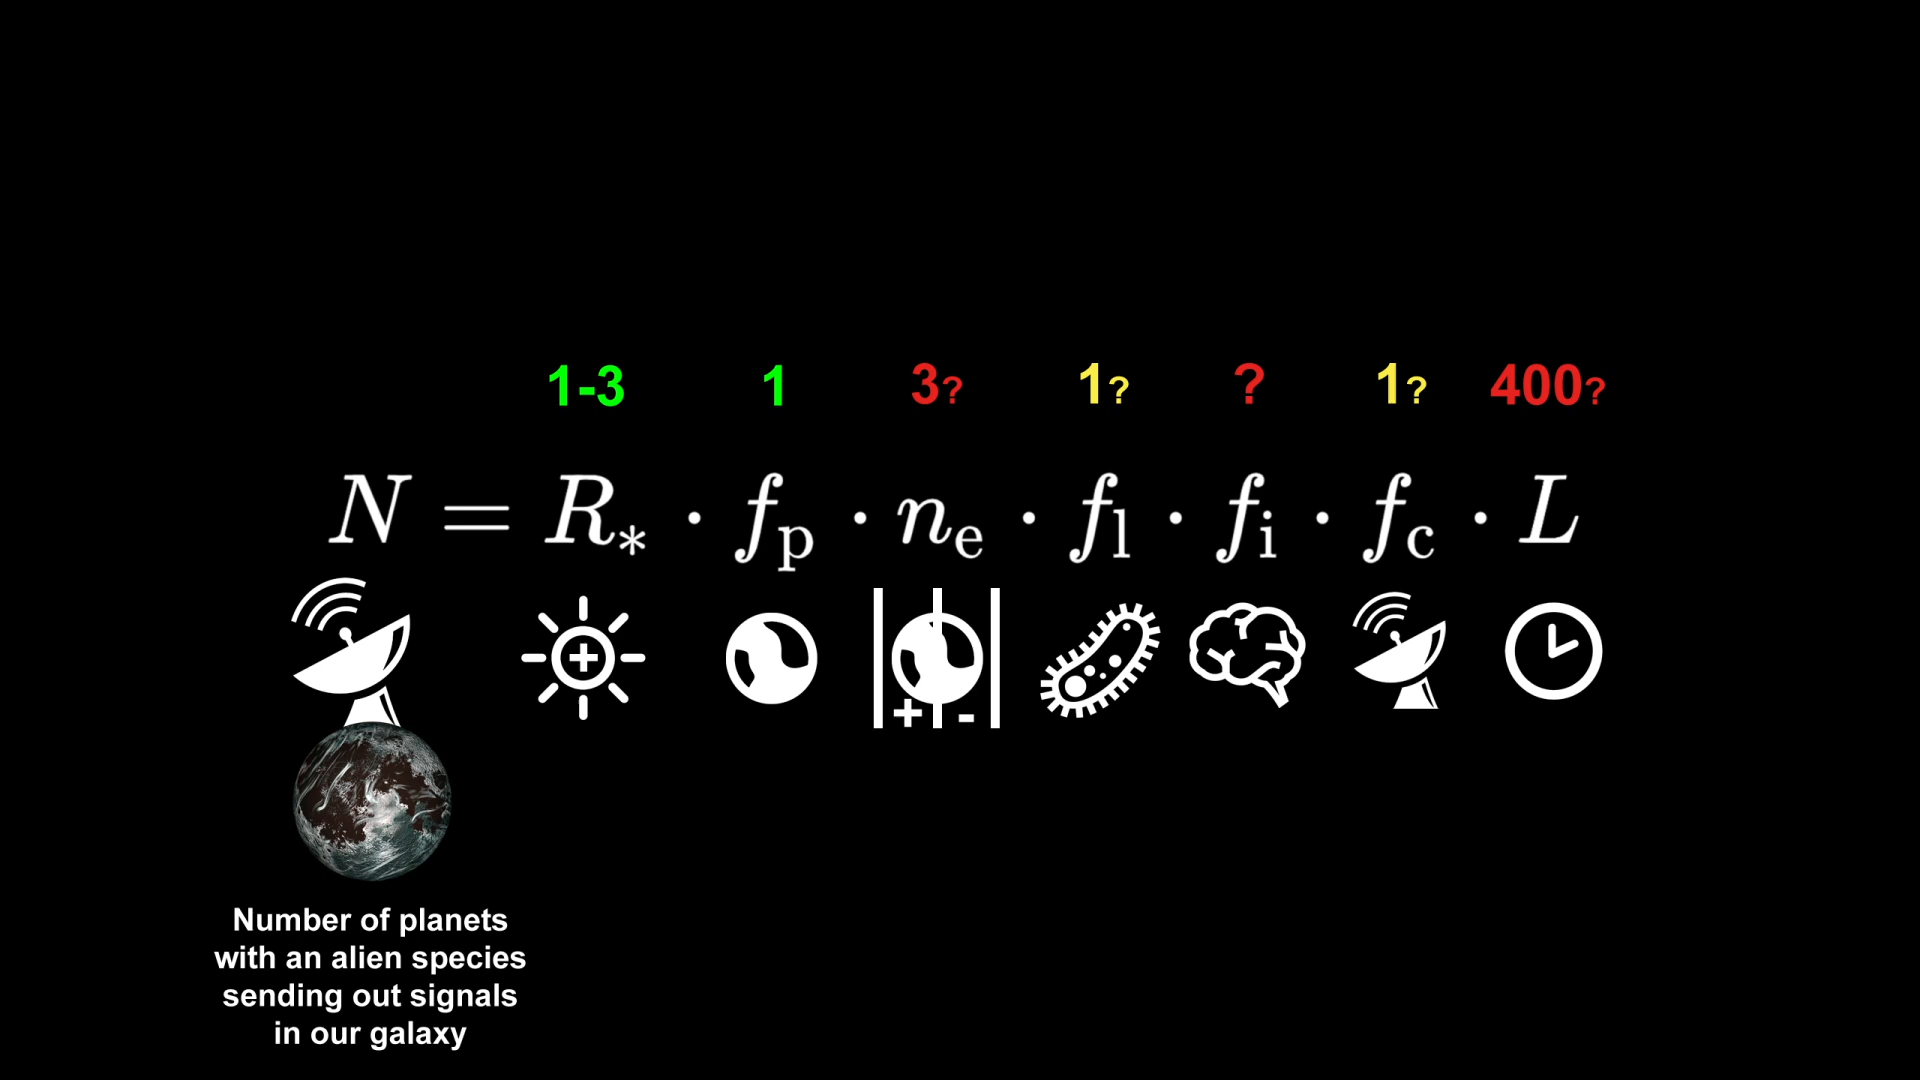 1-3 1 3? 1? ? 1? 400?
N = R* · fp · ne · fl · fi · fc · L
+
+ -
Number of planets
with an alien species
sending out signals
in our galaxy